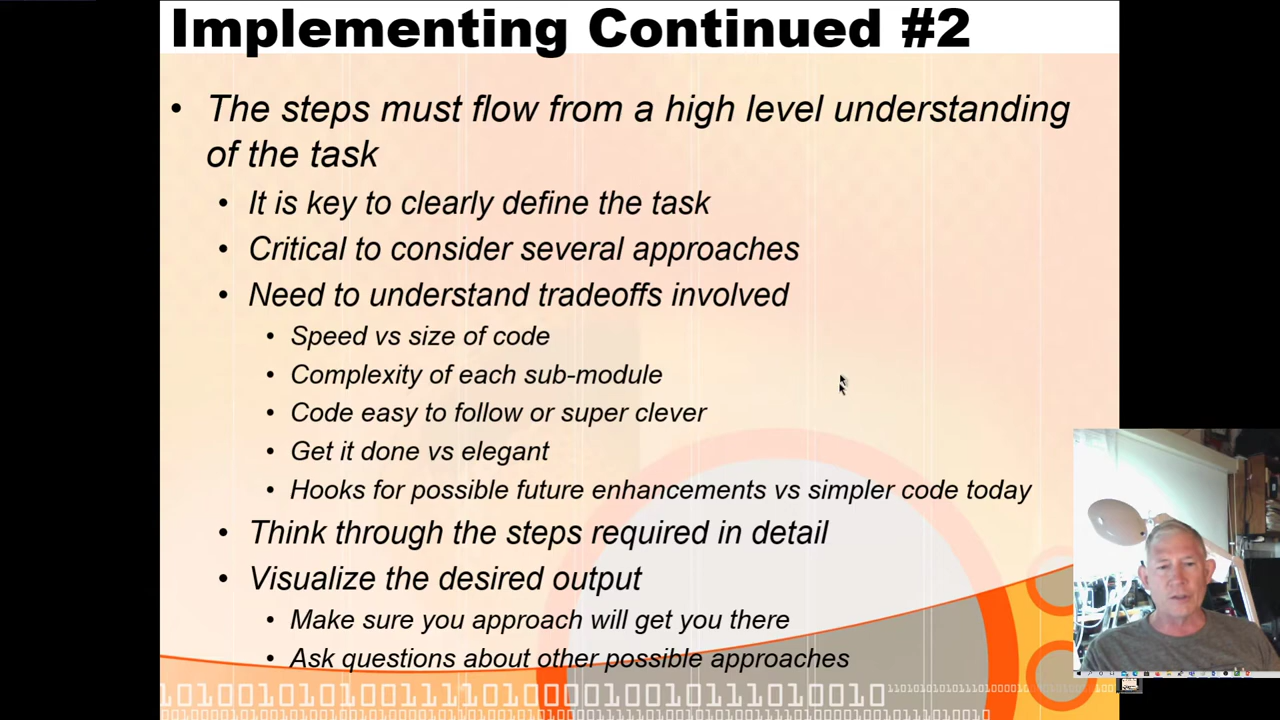 Implementing Continued #2
• The steps must flow from a high level understanding
of the task
• It is key to clearly define the task
• Critical to consider several approaches
• Need to understand tradeoffs involved
• Speed vs size of code
• Complexity of each sub-module
• Code easy to follow or super clever
• Get it done vs elegant
• Hooks for possible future enhancements vs simpler code today
• Think through the steps required in detail
• Visualize the desired output
• Make sure you approach will get you there
• Ask questions about other possible approaches